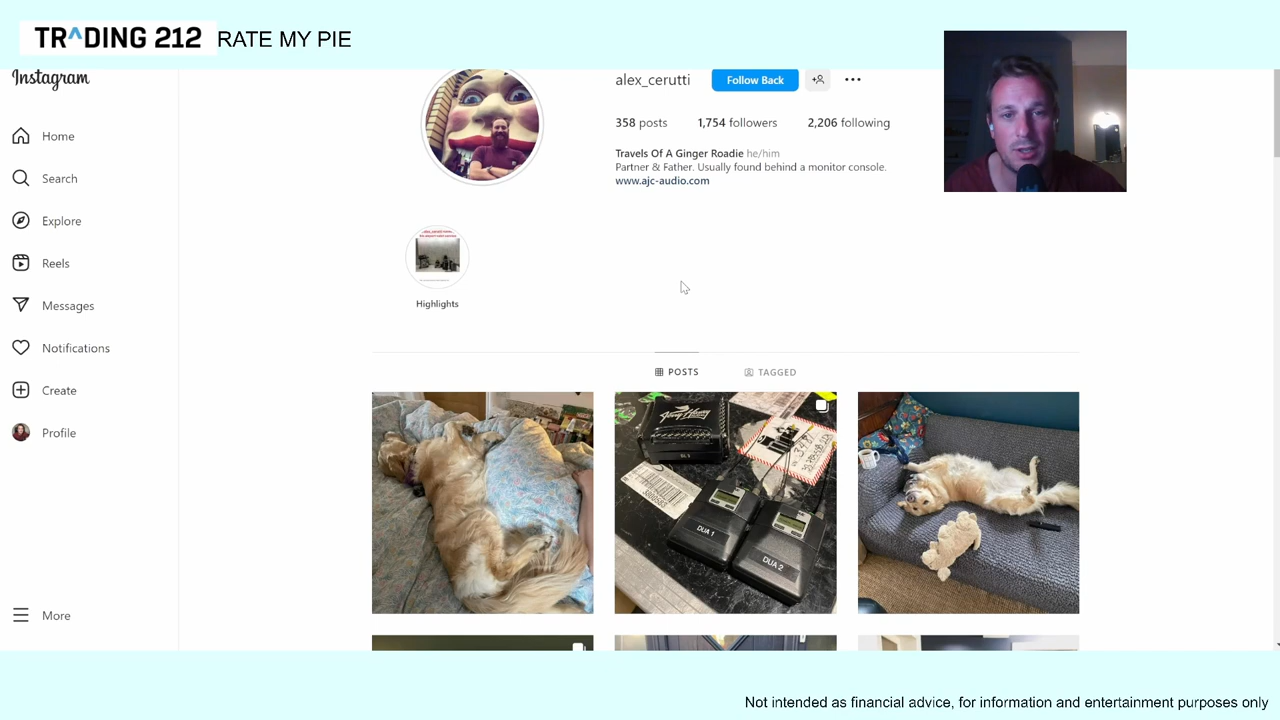 TR^DING 212 RATE MY PIE
Instagram
alex_cerutti Follow Back
358 posts 1,754 followers 2,206 following
Travels Of A Ginger Roadie he/him
Partner & Father. Usually found behind a monitor console.
www.ajc-audio.com
Home
Search
Explore
Reels
Messages
Notifications
Create
Profile
More
Highlights
POSTS TAGGED
DUA 1
DUA 2
Not intended as financial advice, for information and entertainment purposes only